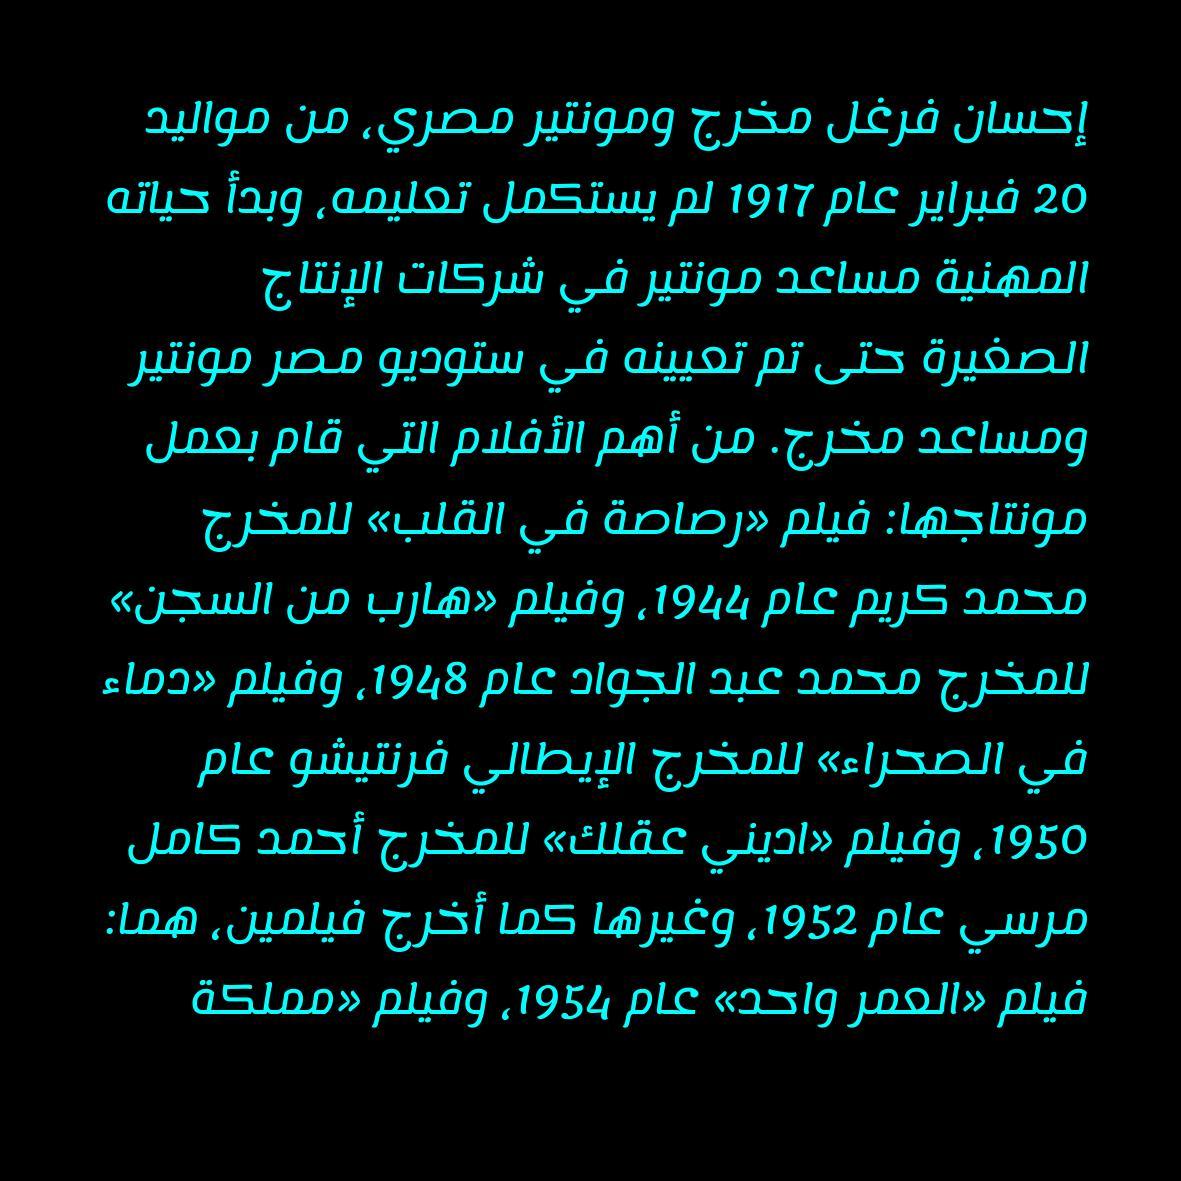 إحسان فرغل مخرج ومونتير مصري، من مواليد
20 فبراير عام 1917 لم يستكمل تعليمه، وبدأ حياته
المهنية مساعد مونتير في شركات الإنتاج
الصغيرة حتى تم تعيينه في ستوديو مصر مونتير
ومساعد مخرج. من أهم الأفلام التي قام بعمل
مونتاجها: فيلم «رصاصة في القلب» للمخرج
محمد كريم عام 1944، وفيلم «هارب من السجن»
للمخرج محمد عبد الجواد عام 1948، وفيلم «دماء
في الصحراء» للمخرج الإيطالي فرنتيشو عام
1950، وفيلم «اديني عقلك» للمخرج أحمد كامل
مرسي عام 1952، وغيرها كما أخرج فيلمين، هما:
فيلم «العمر واحد» عام 1954، وفيلم «مملكة